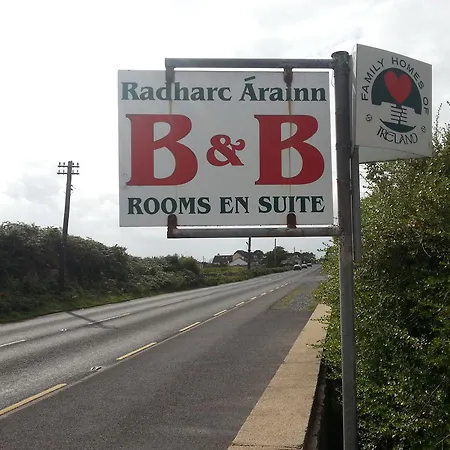 Radharc Árainn
B & B
ROOMS EN SUITE
FAMILY HOMES OF
IRELAND